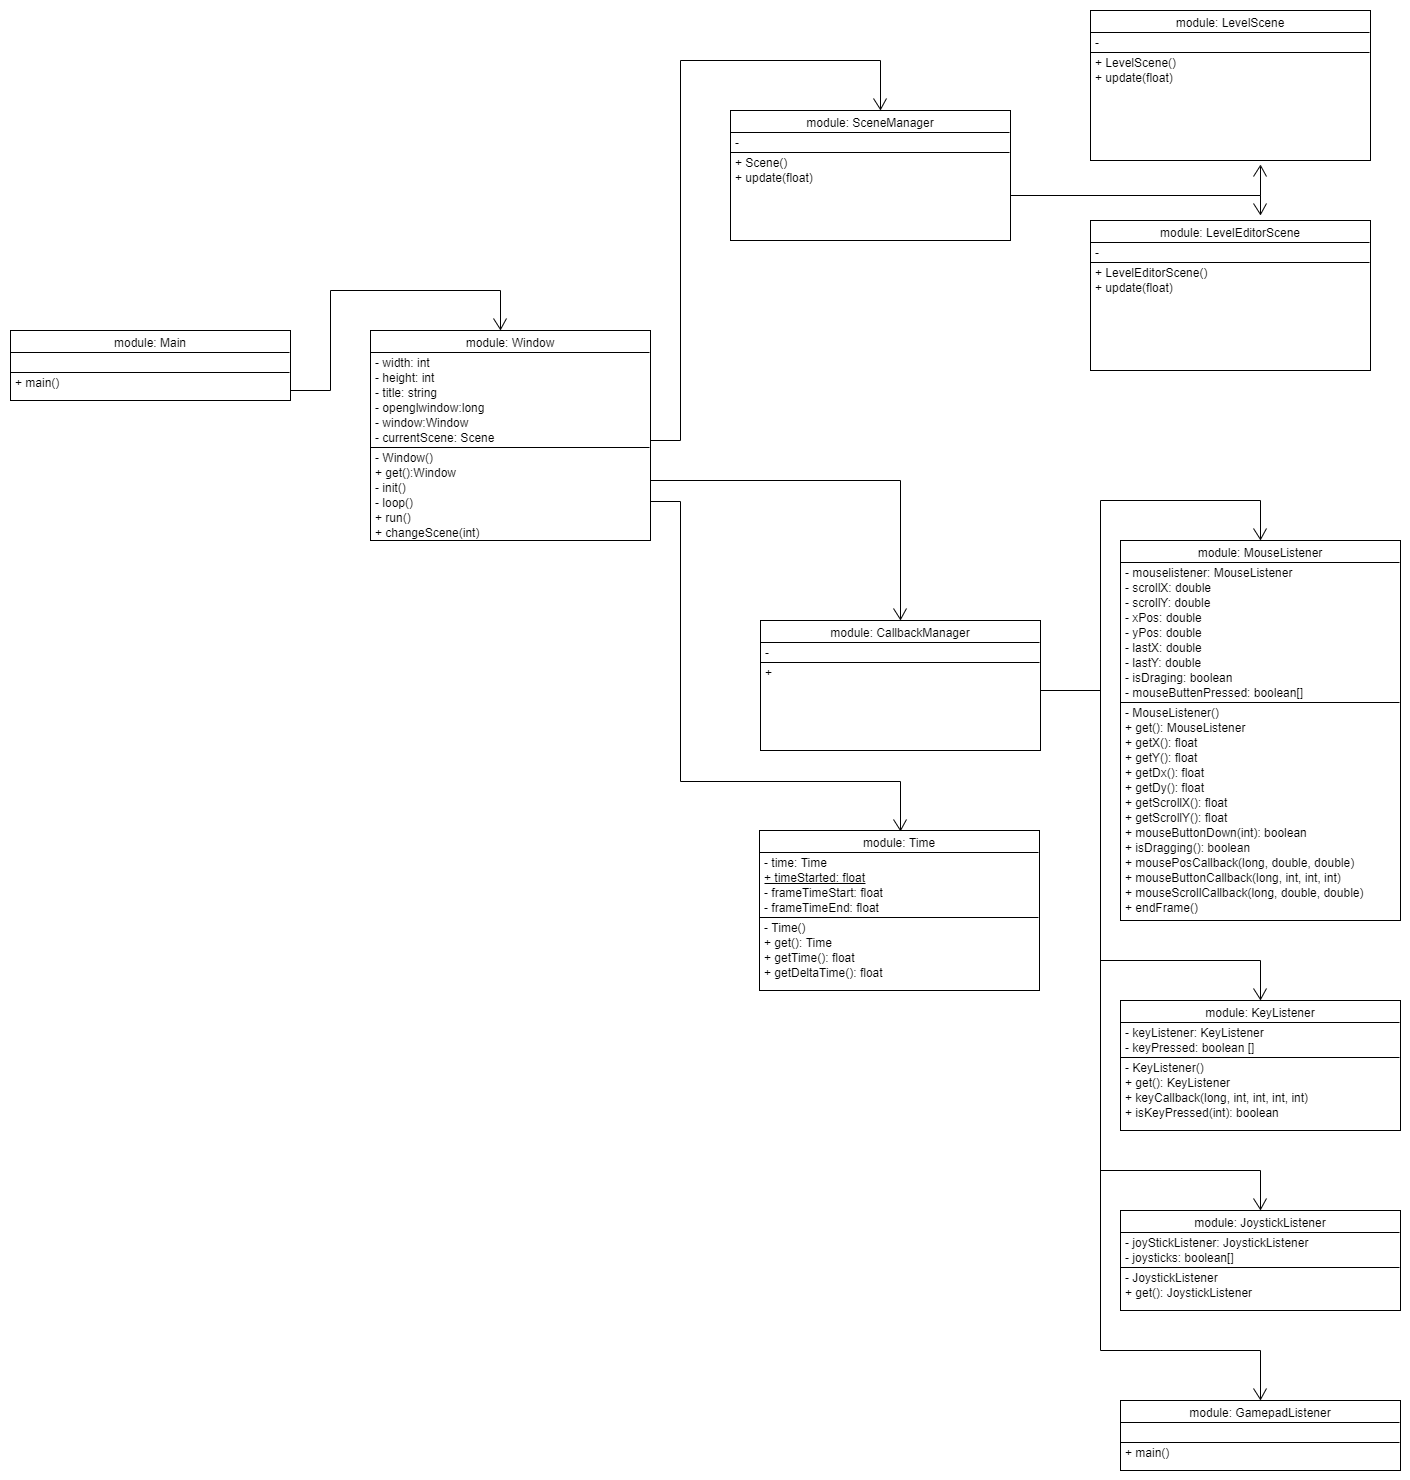 module: LevelScene
-
+ LevelScene()
+ update(float)
module: SceneManager
-
+ Scene()
+ update(float)
module: LevelEditorScene
-
+ LevelEditorScene()
+ update(float)
module: Main
+ main()
module: Window
- width: int
- height: int
- title: string
- openglwindow:long
- window:Window
- currentScene: Scene
- Window()
+ get():Window
- init()
- loop()
+ run()
+ changeScene(int)
module: MouseListener
- mouselistener: MouseListener
- scrollX: double
- scrollY: double
- xPos: double
- yPos: double
- lastX: double
- lastY: double
- isDraging: boolean
- mouseButtenPressed: boolean[]
- MouseListener()
+ get(): MouseListener
+ getX(): float
+ getY(): float
+ getDx(): float
+ getDy(): float
+ getScrollX(): float
+ getScrollY(): float
+ mouseButtonDown(int): boolean
+ isDragging(): boolean
+ mousePosCallback(long, double, double)
+ mouseButtonCallback(long, int, int, int)
+ mouseScrollCallback(long, double, double)
+ endFrame()
module: CallbackManager
-
+
module: Time
- time: Time
+ timeStarted: float
- frameTimeStart: float
- frameTimeEnd: float
- Time()
+ get(): Time
+ getTime(): float
+ getDeltaTime(): float
module: KeyListener
- keyListener: KeyListener
- keyPressed: boolean []
- KeyListener()
+ get(): KeyListener
+ keyCallback(long, int, int, int, int)
+ isKeyPressed(int): boolean
module: JoystickListener
- joyStickListener: JoystickListener
- joysticks: boolean[]
- JoystickListener
+ get(): JoystickListener
module: GamepadListener
+ main()